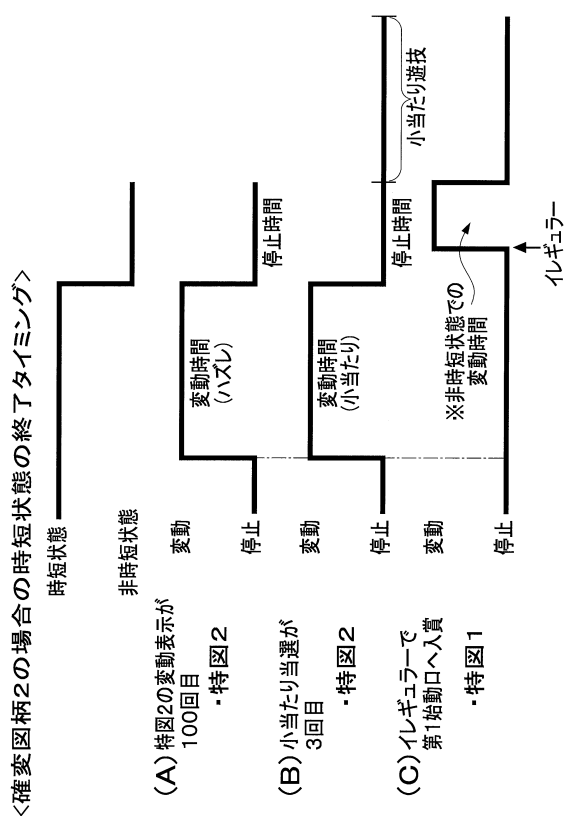 <確変図柄2の場合の時短状態の終了タイミング>
時短状態
非時短状態
(A) 特図2の変動表示が
100回目
・特図2
変動
停止
変動時間
(ハズレ)
停止時間
(B) 小当たり当選が
3回目
・特図2
変動
停止
変動時間
(小当たり)
停止時間
小当たり遊技
(C) イレギュラーで
第1始動口へ入賞
・特図1
変動
停止
※非時短状態での
変動時間
イレギュラー